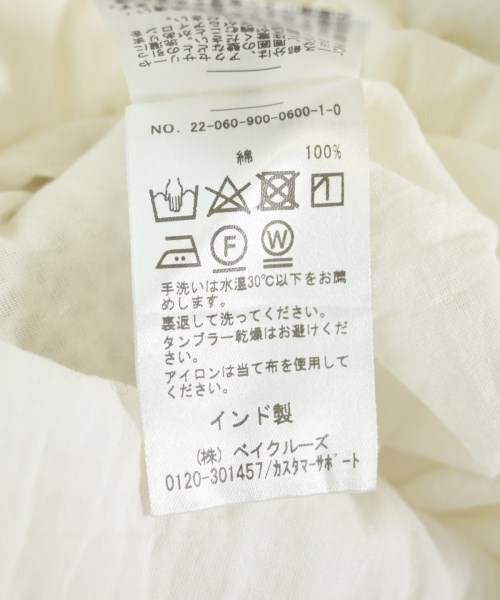 NO. 22-060-900-0600-1-0
綿 100%
F W
手洗いは水温30℃以下をお薦
めします。
裏返して洗ってください。
タンブラー乾燥はお避けくだ
さい。
アイロンは当て布を使用して
ください。
インド製
(株) ベイクルーズ
0120-301457/カスタマーサポート